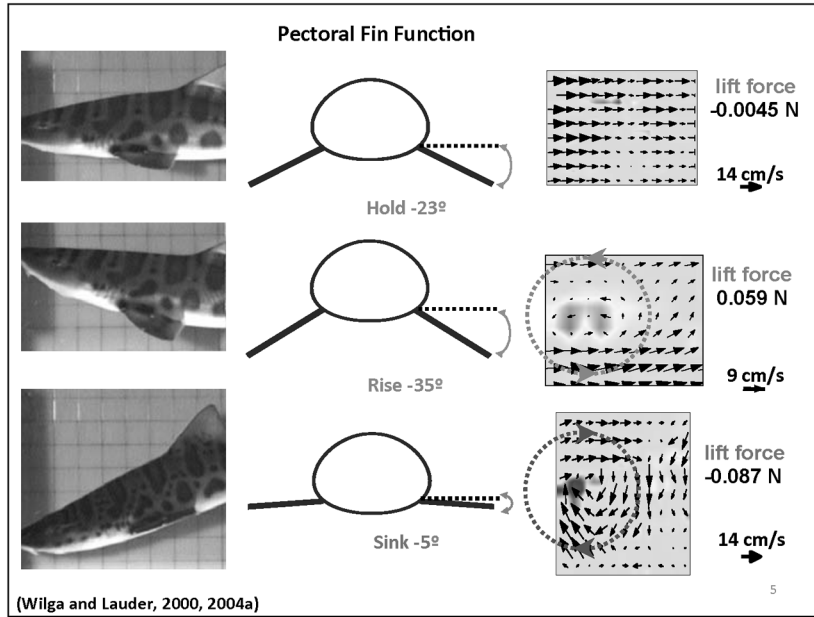 Pectoral Fin Function
lift force
-0.0045 N
14 cm/s
Hold -23º
lift force
0.059 N
9 cm/s
Rise -35º
lift force
-0.087 N
14 cm/s
Sink -5º
(Wilga and Lauder, 2000, 2004a)
5